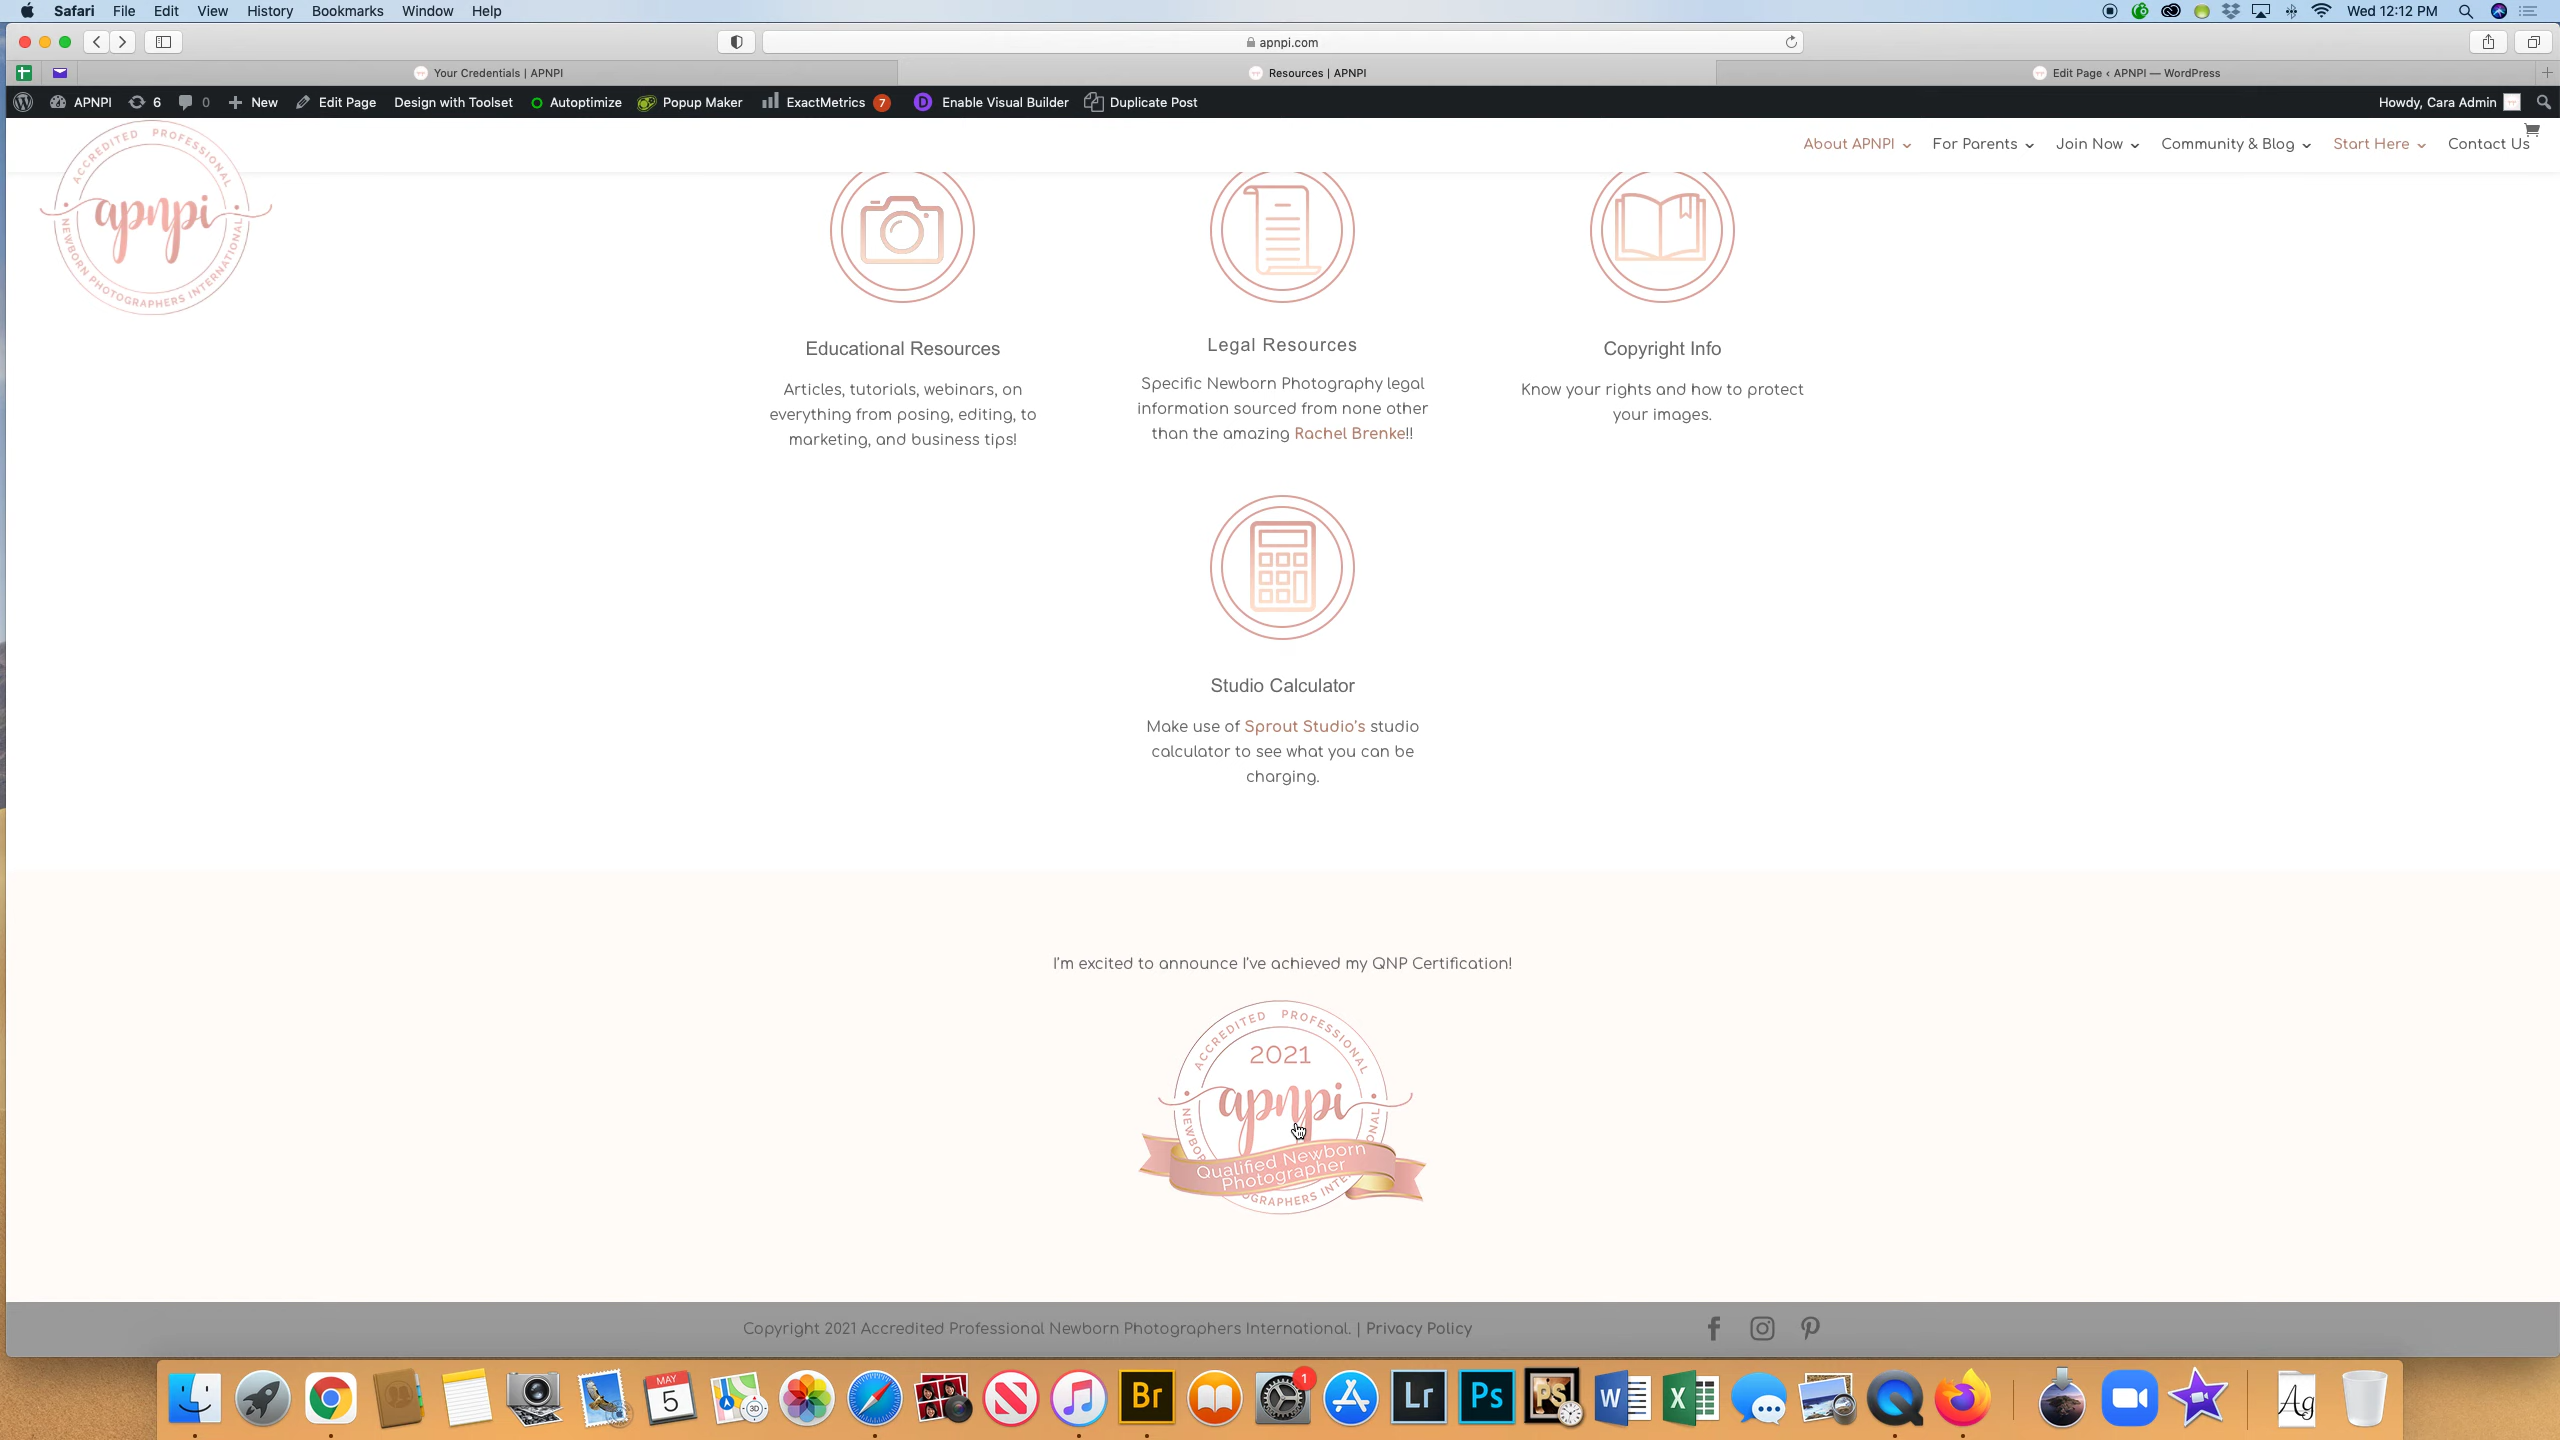 Safari File Edit View History Bookmarks Window Help Wed 12:12 PM
apnpi.com
Your Credentials | APNPI Resources | APNPI Edit Page ‹ APNPI — WordPress
APNPI 6 0 New Edit Page Design with Toolset Autoptimize Popup Maker ExactMetrics 7 D Enable Visual Builder Duplicate Post Howdy, Cara Admin
About APNPI For Parents Join Now Community & Blog Start Here Contact Us
ACCREDITED PROFESSIONAL
apnpi
NEWBORN PHOTOGRAPHERS INTERNATIONAL
Educational Resources
Articles, tutorials, webinars, on
everything from posing, editing, to
marketing, and business tips!
Legal Resources
Specific Newborn Photography legal
information sourced from none other
than the amazing Rachel Brenke!!
Copyright Info
Know your rights and how to protect
your images.
Studio Calculator
Make use of Sprout Studio's studio
calculator to see what you can be
charging.
I'm excited to announce I've achieved my QNP Certification!
ACCREDITED PROFESSIONAL
2021
apnpi
Qualified Newborn
Photographer
Copyright 2021 Accredited Professional Newborn Photographers International. | Privacy Policy
MAY
5
3D
Br
1
Lr
Ps
PS
W
X
Ag